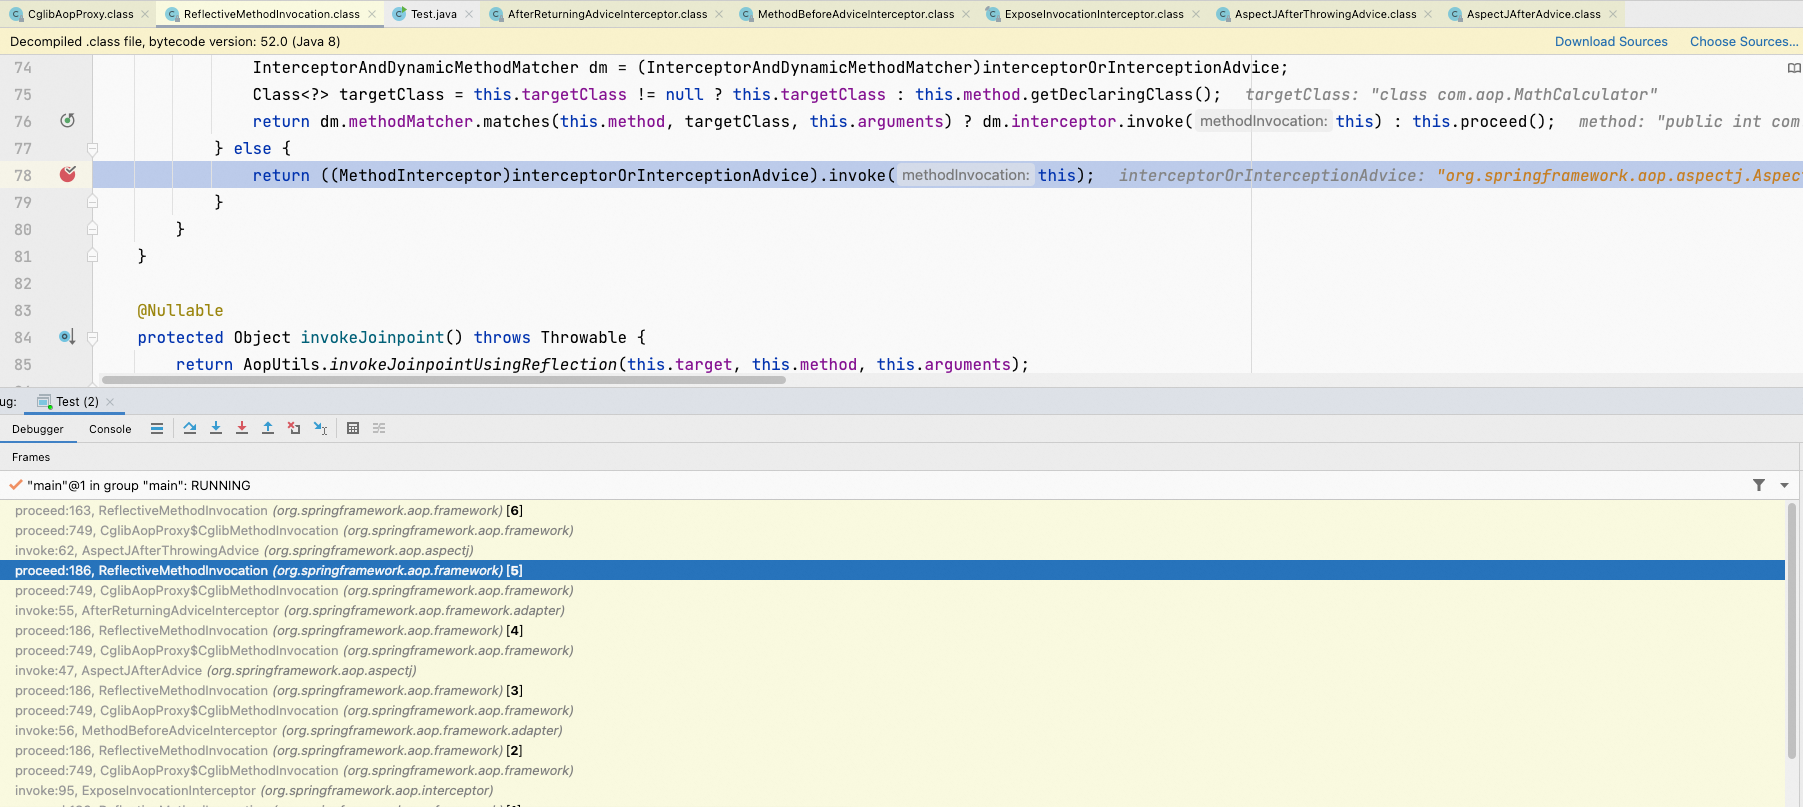 CglibAopProxy.class ReflectiveMethodInvocation.class Test.java AfterReturningAdviceInterceptor.class MethodBeforeAdviceInterceptor.class ExposeInvocationInterceptor.class AspectJAfterThrowingAdvice.class AspectJAfterAdvice.class
Decompiled .class file, bytecode version: 52.0 (Java 8) Download Sources Choose Sources...
74 InterceptorAndDynamicMethodMatcher dm = (InterceptorAndDynamicMethodMatcher)interceptorOrInterceptionAdvice;
75 Class<?> targetClass = this.targetClass != null ? this.targetClass : this.method.getDeclaringClass(); targetClass: "class com.aop.MathCalculator"
76 return dm.methodMatcher.matches(this.method, targetClass, this.arguments) ? dm.interceptor.invoke( methodInvocation: this) : this.proceed(); method: "public int com
77 } else {
78 return ((MethodInterceptor)interceptorOrInterceptionAdvice).invoke( methodInvocation: this); interceptorOrInterceptionAdvice: "org.springframework.aop.aspectj.Aspec
79 }
80 }
81 }
82
83 @Nullable
84 protected Object invokeJoinpoint() throws Throwable {
85 return AopUtils.invokeJoinpointUsingReflection(this.target, this.method, this.arguments);
ug: Test (2)
Debugger Console
Frames
"main"@1 in group "main": RUNNING
proceed:163, ReflectiveMethodInvocation (org.springframework.aop.framework) [6]
proceed:749, CglibAopProxy$CglibMethodInvocation (org.springframework.aop.framework)
invoke:62, AspectJAfterThrowingAdvice (org.springframework.aop.aspectj)
proceed:186, ReflectiveMethodInvocation (org.springframework.aop.framework) [5]
proceed:749, CglibAopProxy$CglibMethodInvocation (org.springframework.aop.framework)
invoke:55, AfterReturningAdviceInterceptor (org.springframework.aop.framework.adapter)
proceed:186, ReflectiveMethodInvocation (org.springframework.aop.framework) [4]
proceed:749, CglibAopProxy$CglibMethodInvocation (org.springframework.aop.framework)
invoke:47, AspectJAfterAdvice (org.springframework.aop.aspectj)
proceed:186, ReflectiveMethodInvocation (org.springframework.aop.framework) [3]
proceed:749, CglibAopProxy$CglibMethodInvocation (org.springframework.aop.framework)
invoke:56, MethodBeforeAdviceInterceptor (org.springframework.aop.framework.adapter)
proceed:186, ReflectiveMethodInvocation (org.springframework.aop.framework) [2]
proceed:749, CglibAopProxy$CglibMethodInvocation (org.springframework.aop.framework)
invoke:95, ExposeInvocationInterceptor (org.springframework.aop.interceptor)